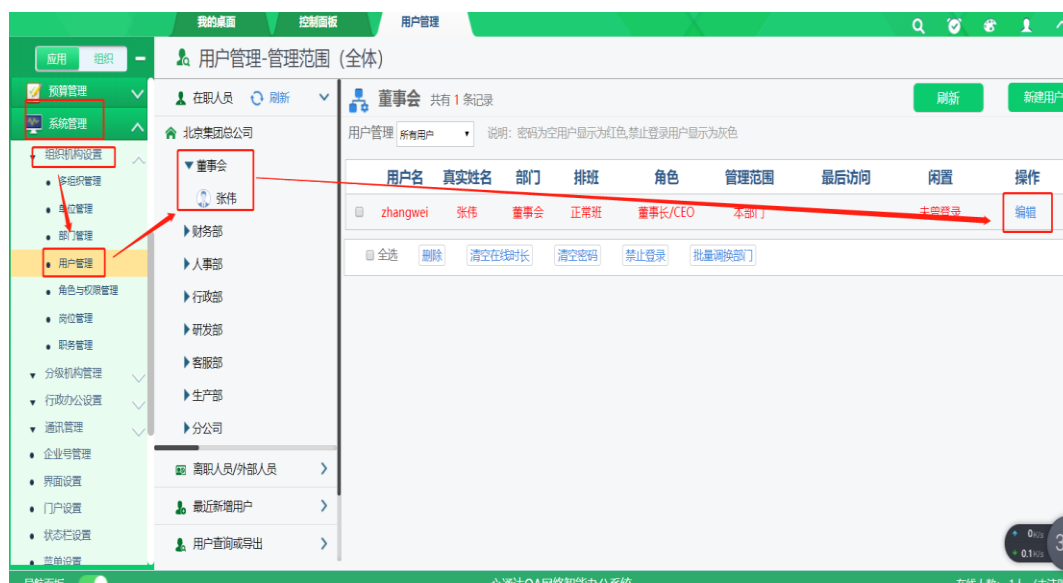 我的桌面 控制面板 用户管理
应用 组织
用户管理-管理范围 (全体)
预算管理
系统管理
组织机构设置
多组织管理
单位管理
部门管理
用户管理
角色与权限管理
岗位管理
职务管理
分级机构管理
行政办公设置
通讯管理
企业号管理
界面设置
门户设置
状态栏设置
菜单设置
在职人员 刷新
北京集团总公司
董事会
张伟
财务部
人事部
行政部
研发部
客服部
生产部
分公司
离职人员/外部人员
最近新增用户
用户查询或导出
董事会 共有 1 条记录
刷新 新建用户
用户管理 所有用户 说明：密码为空用户显示为红色,禁止登录用户显示为灰色
用户名 真实姓名 部门 排班 角色 管理范围 最后访问 闲置 操作
zhangwei 张伟 董事会 正常班 董事长/CEO 本部门 未曾登录 编辑
全选 删除 清空在线时长 清空密码 禁止登录 批量调换部门
0K/s
0.1K/s